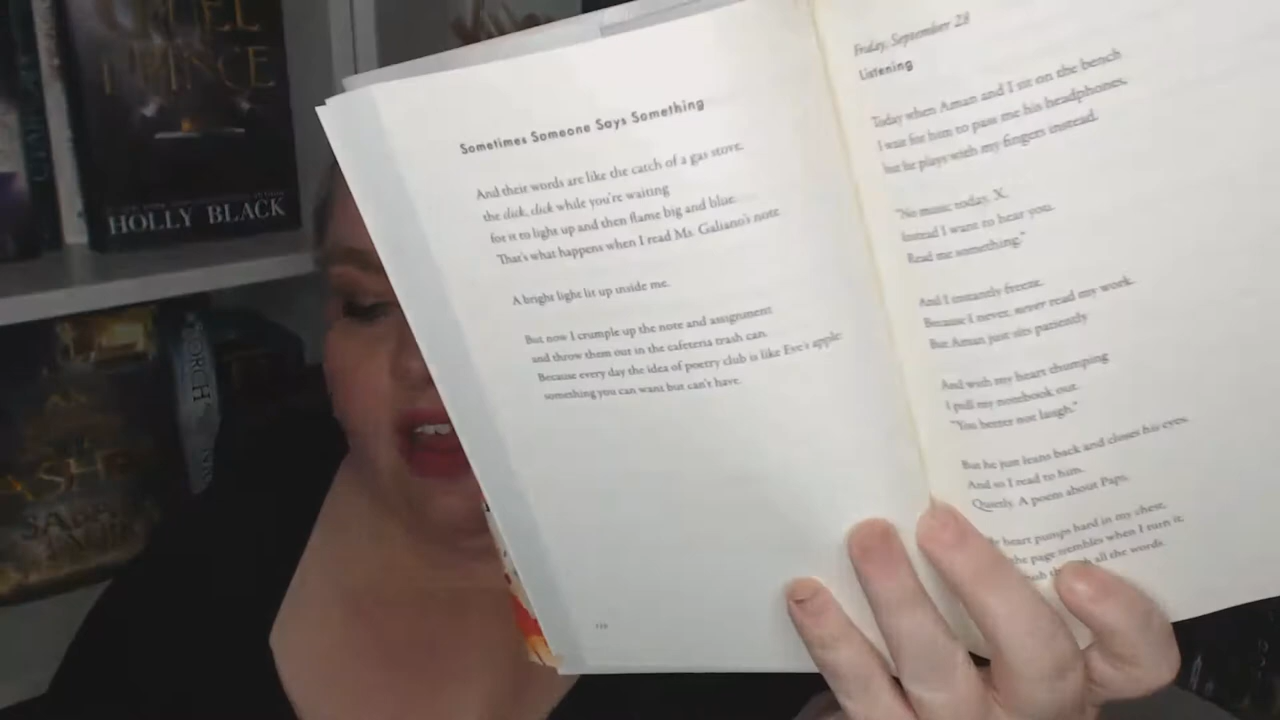 PRINCE
HOLLY BLACK
AN
ASH
TORCH
Sometimes Someone Says Something
And their words are like the catch of a gas stove,
the click, click while you're waiting
for it to light up and then flame big and blue.
That's what happens when I read Ms. Galiano's note.
A bright light lit up inside me.
But now I crumple up the note and assignment
and throw them out in the cafeteria trash can.
Because every day the idea of poetry club is like Eve's apple:
something you can want but can't have.
Friday, September 28
Listening
Today when Aman and I sit on the bench
I wait for him to pass me his headphones,
but he plays with my fingers instead.
"No music today, X.
Instead I want to hear you.
Read me something."
And I instantly freeze.
Because I never, never read my work.
But Aman just sits patiently
And with my heart thumping
I pull my notebook out.
"You better not laugh."
But he just leans back and closes his eyes.
And so I read to him.
Quietly. A poem about Papi.
heart pumps hard in my chest,
the page trembles when I turn it,
all the words.